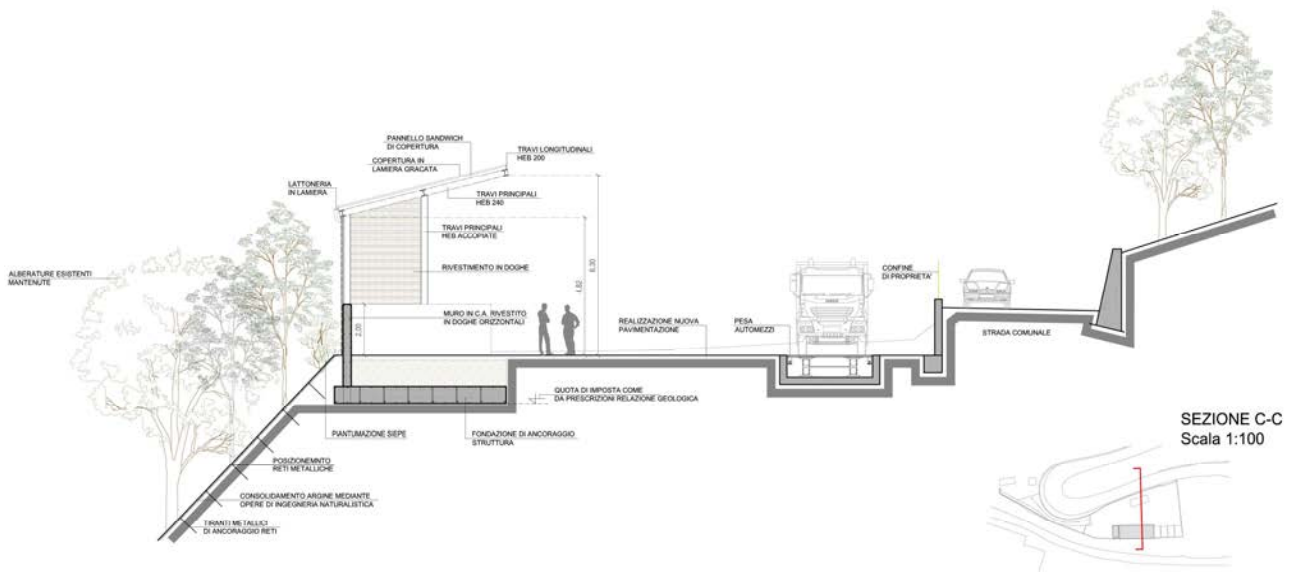 PANNELLO SANDWICH
DI COPERTURA
COPERTURA IN
LAMIERA GRACATA
TRAVI LONGITUDINALI
HEB 200
LATTONERIA
IN LAMIERA
TRAVI PRINCIPALI
HEB 240
TRAVI PRINCIPALI
HEB ACCOPIATE
RIVESTIMENTO IN DOGHE
ALBERATURE ESISTENTI
MANTENUTE
MURO IN C.A. RIVESTITO
IN DOGHE ORIZZONTALI
2,00
4,82
6,30
REALIZZAZIONE NUOVA
PAVIMENTAZIONE
PESA
AUTOMEZZI
CONFINE
DI PROPRIETA'
STRADA COMUNALE
QUOTA DI IMPOSTA COME
DA PRESCRIZIONI RELAZIONE GEOLOGICA
PIANTUMAZIONE SIEPE
FONDAZIONE DI ANCORAGGIO
STRUTTURA
POSIZIONEMNTO
RETI METALLICHE
CONSOLIDAMENTO ARGINE MEDIANTE
OPERE DI INGEGNERIA NATURALISTICA
TIRANTI METALLICI
DI ANCORAGGIO RETI
SEZIONE C-C
Scala 1:100